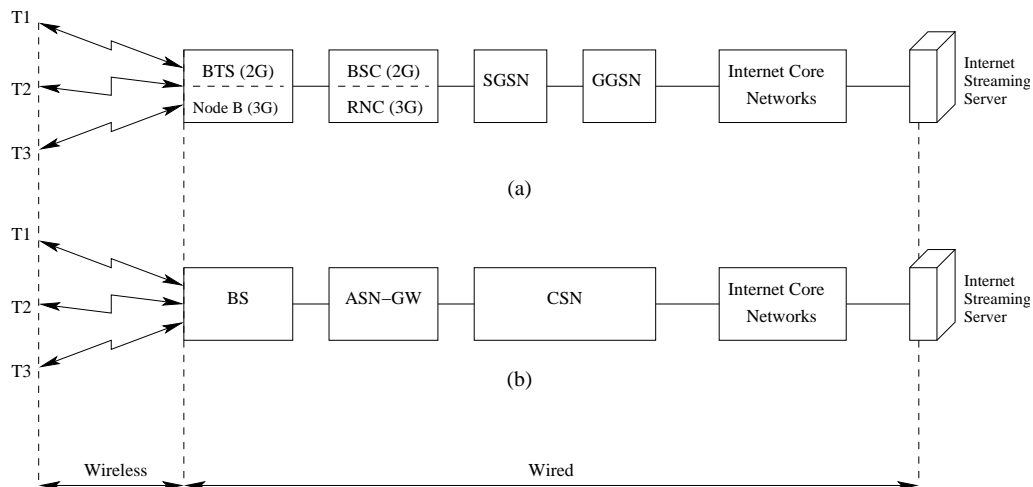 T1
T2
T3
BTS (2G)
Node B (3G)
BSC (2G)
RNC (3G)
SGSN
GGSN
Internet Core
Networks
Internet
Streaming
Server
(a)
T1
T2
T3
BS
ASN−GW
CSN
Internet Core
Networks
Internet
Streaming
Server
(b)
Wireless
Wired